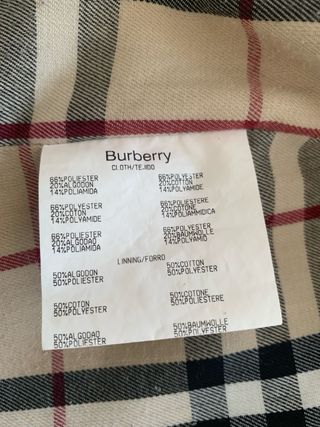 Burberry
CLOTH/TEJIDO
66%POLIESTER
20%ALGODON
14%POLIAMIDA
66%POLYESTER
20%COTTON
14%POLYAMIDE
66%POLYESTER
20%COTON
14%POLYAMIDE
66%POLIESTERE
20%COTONE
14%POLIAMMIDICA
66%POLIESTER
20%ALGODAO
14%POLIAMIDA
66%POLYESTER
20%BAUMWOLLE
14%POLYAMID
LINNING/FORRO
50%ALGODON
50%POLIESTER
50%COTTON
50%POLYESTER
50%COTON
50%POLYESTER
50%COTONE
50%POLIESTERE
50%ALGODAO
50%POLIESTER
50%BAUMWOLLE
50%POLYESTER